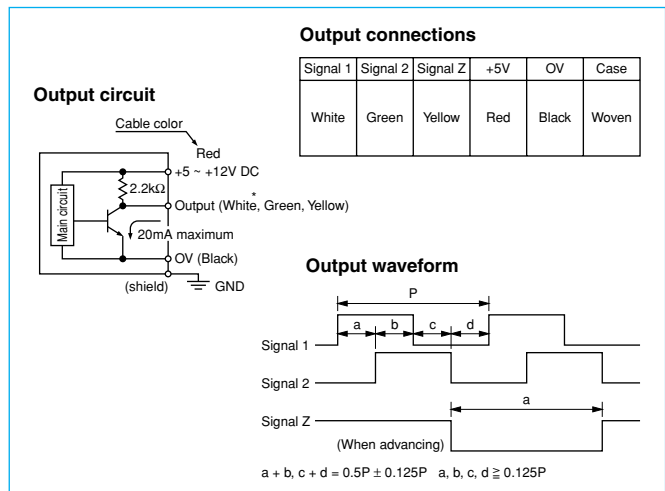 Output connections
Signal 1 Signal 2 Signal Z +5V OV Case
White Green Yellow Red Black Woven
Output circuit
Cable color
Red
+5 ~ +12V DC
2.2kΩ
*
Output (White, Green, Yellow)
Main circuit
20mA maximum
OV (Black)
(shield)
GND
Output waveform
P
a b c d
Signal 1
Signal 2
a
Signal Z
(When advancing)
a + b, c + d = 0.5P ± 0.125P a, b, c, d ≧ 0.125P